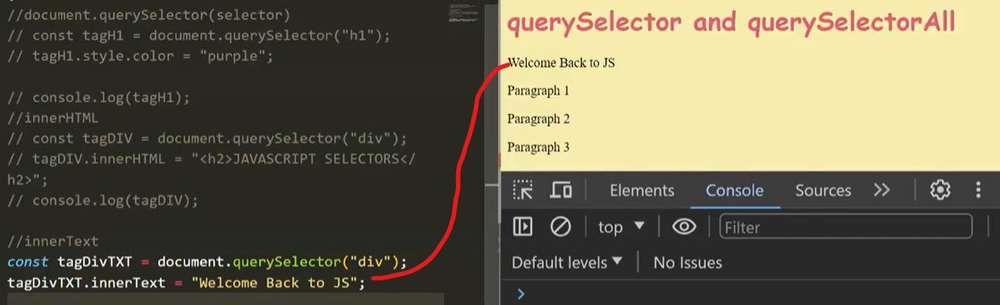 //document.querySelector(selector)
// const tagH1 = document.querySelector("h1");
// tagH1.style.color = "purple";
// console.log(tagH1);
//innerHTML
// const tagDIV = document.querySelector("div");
// tagDIV.innerHTML = "<h2>JAVASCRIPT SELECTORS</
h2>";
// console.log(tagDIV);
//innerText
const tagDivTXT = document.querySelector("div");
tagDivTXT.innerText = "Welcome Back to JS";
querySelector and querySelectorAll
Welcome Back to JS
Paragraph 1
Paragraph 2
Paragraph 3
Elements Console Sources
top Filter
Default levels No Issues